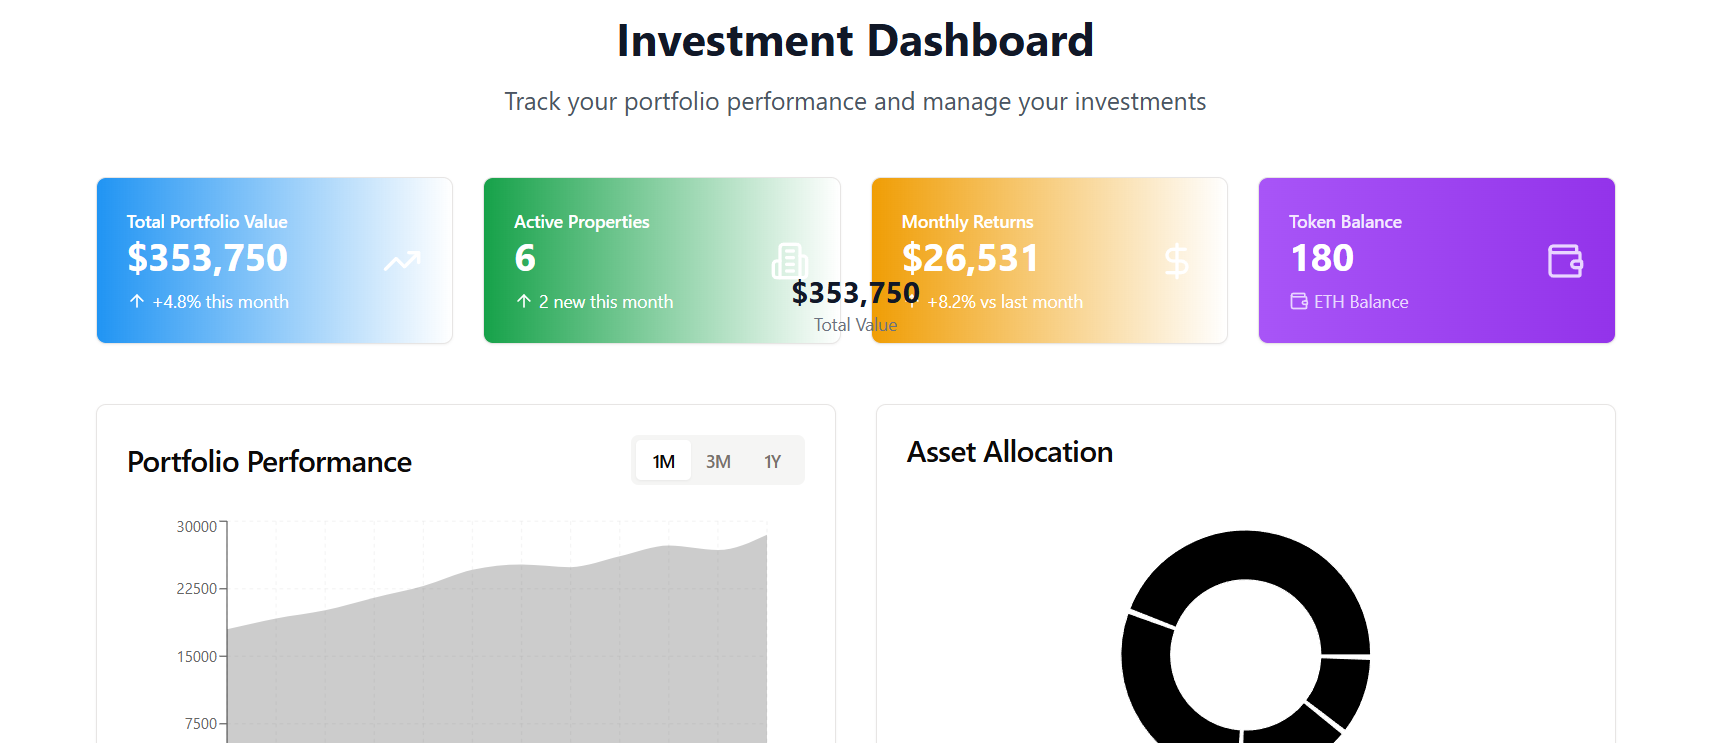 Investment Dashboard
Track your portfolio performance and manage your investments
Total Portfolio Value
$353,750
+4.8% this month
Active Properties
6
2 new this month
Monthly Returns
$26,531
+8.2% vs last month
Token Balance
180
ETH Balance
$353,750
Total Value
Portfolio Performance
1M 3M 1Y
30000
22500
15000
7500
Asset Allocation